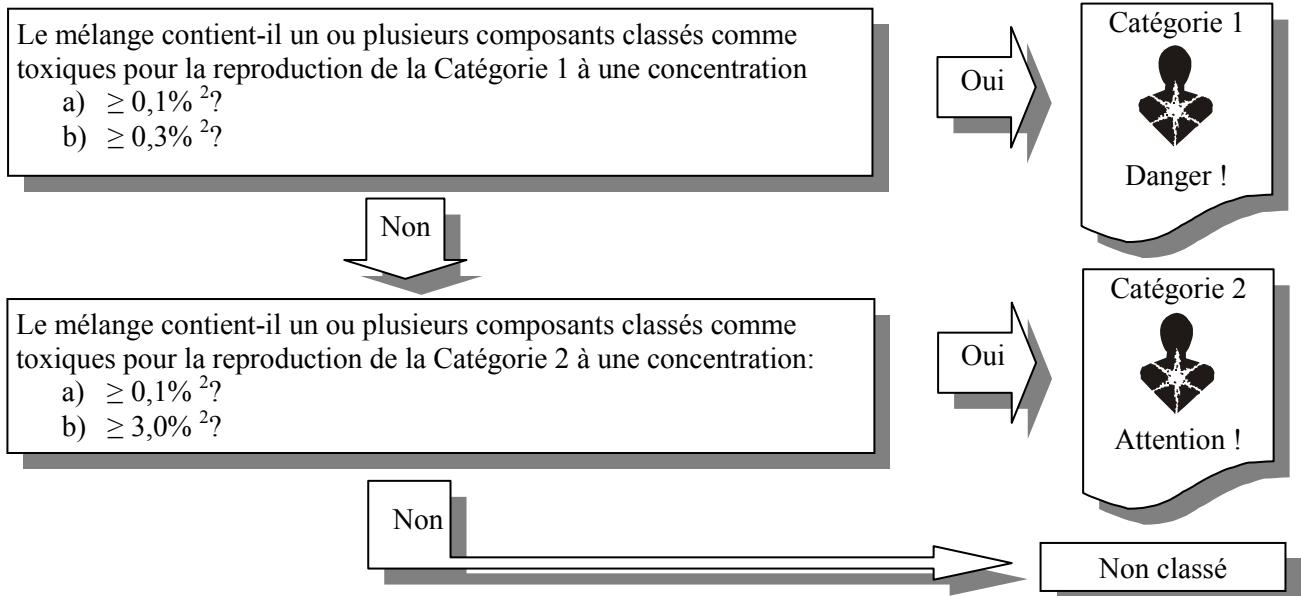 Le mélange contient-il un ou plusieurs composants classés comme
toxiques pour la reproduction de la Catégorie 1 à une concentration
a) ≥ 0,1% ²?
b) ≥ 0,3% ²?
Oui
Catégorie 1
Danger !
Non
Le mélange contient-il un ou plusieurs composants classés comme
toxiques pour la reproduction de la Catégorie 2 à une concentration:
a) ≥ 0,1% ²?
b) ≥ 3,0% ²?
Oui
Catégorie 2
Attention !
Non
Non classé